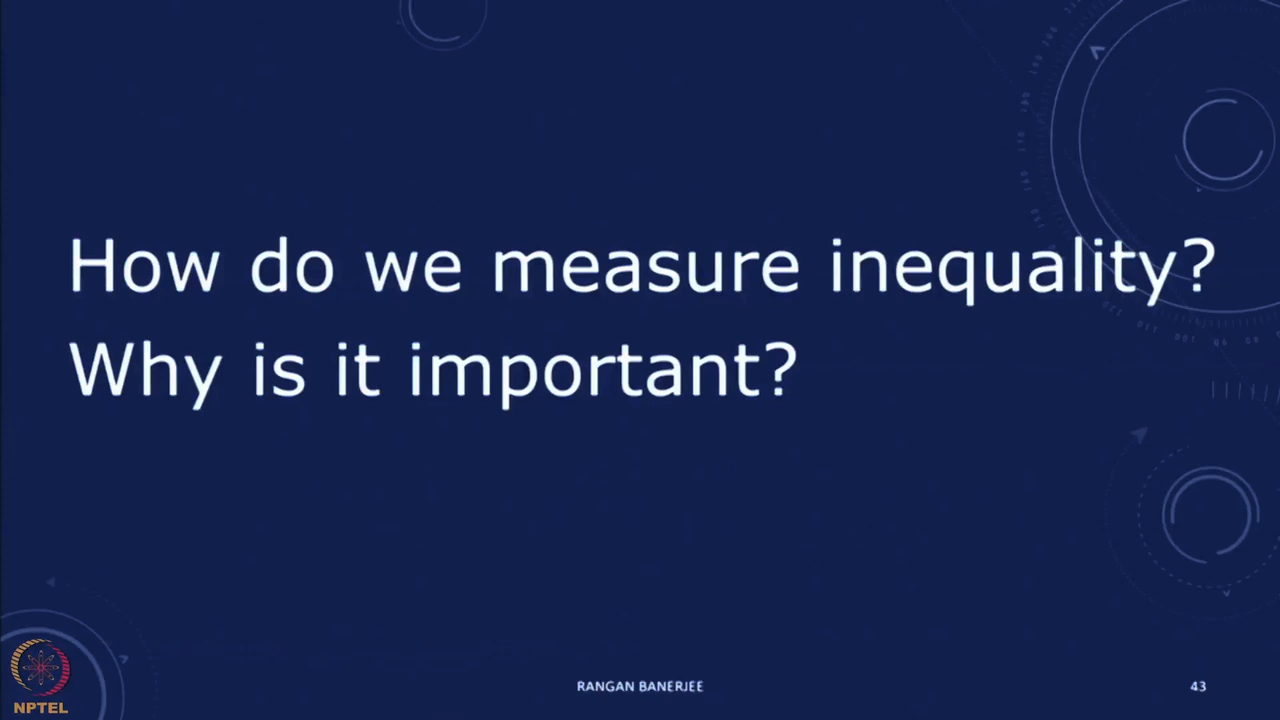 How do we measure inequality?
Why is it important?
RANGAN BANERJEE
43
NPTEL